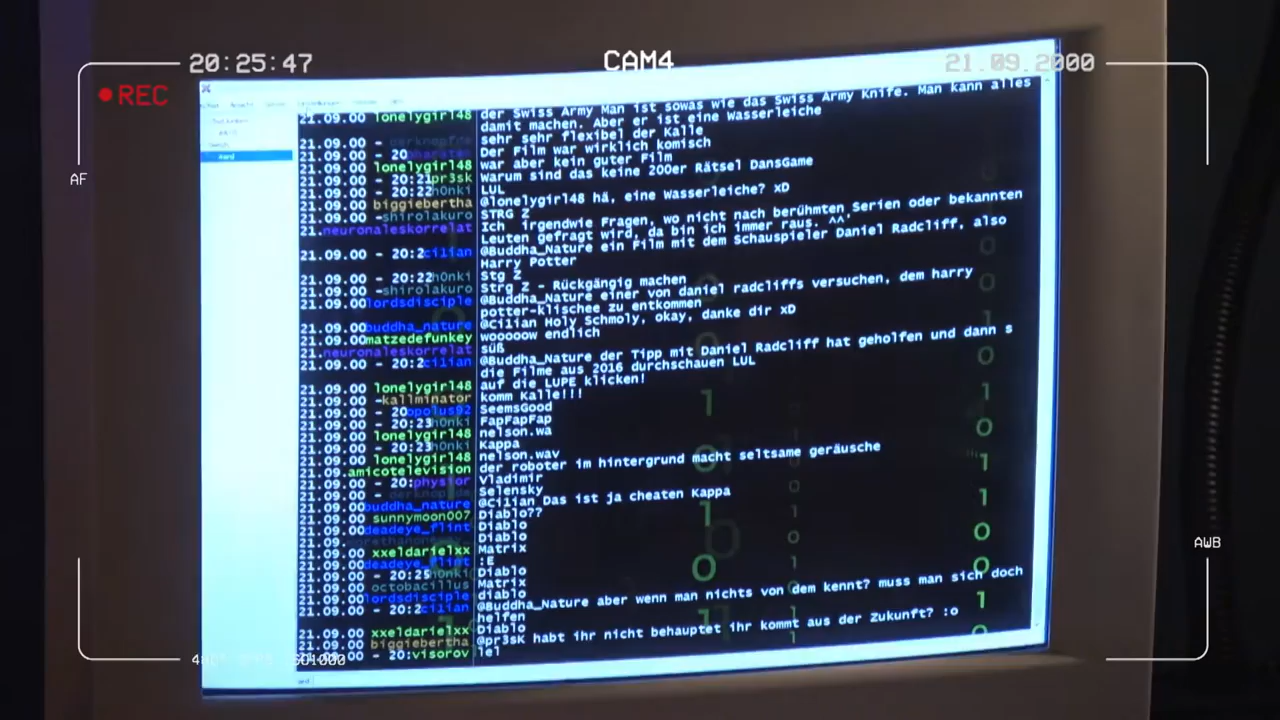 20:25:47
CAM4
21.09.2000
REC
AF
AWB
21.09.00 lonelygirl48 der Swiss Army Man ist sowas wie das Swiss Army Knife. Man kann alles
damit machen. Aber er ist eine Wasserleiche
sehr sehr flexibel der Kalle
21.09.00 - Der Film war wirklich komisch
21.09.00 - 20 war aber kein guter Film
21.09.00 lonelygirl48 warum sind das keine 200er Rätsel DansGame
21.09.00 - 20:21pr3sk LUL
21.09.00 - 20:22h0nki @lonelygirl48 hä, eine Wasserleiche? xD
21.09.00 biggiebertha STRG Z
21.09.00 -shirolakuro Ich irgendwie Fragen, wo nicht nach berühmten Serien oder bekannten
21.neuronaleskorrelat Leuten gefragt wird, da bin ich immer raus. ^^'
21.09.00 - 20:2cilian @Buddha_Nature ein Film mit dem Schauspieler Daniel Radcliff, also
Harry Potter
21.09.00 - 20:22h0nki Stg Z
21.09.00 -shirolakuro Strg Z - Rückgängig machen
21.09.00lordsdisciple @Buddha_Nature einer von daniel radcliffs versuchen, dem harry
potter-klischee zu entkommen
21.09.00buddha_nature @Cilian Holy Schmoly, okay, danke dir xD
21.09.00matzedefunkey wooooow endlich
21.neuronaleskorrelat süß
21.09.00 - 20:2cilian @Buddha_Nature der Tipp mit Daniel Radcliff hat geholfen und dann s
die Filme aus 2016 durchschauen LUL
21.09.00 lonelygirl48 auf die LUPE klicken!
21.09.00 -kallminator komm Kalle!!!
21.09.00 - 20opolus92 SeemsGood
21.09.00 - 23h0nki FapFapFap
21.09.00 lonelygirl48 nelson.wa
21.09.00 - 23h0nki Kappa
21.09.00 lonelygirl48 nelson.wav
21.09.amicotelevision der roboter im hintergrund macht seltsame geräusche
21.09.00 - 20:physior Vladimir
21.09.00 - Selensky
21.09.00buddha_nature @Cilian Das ist ja cheaten Kappa
21.09.00 sunnymoon007 Diablo??
21.09.00deadeye_flint Diablo
21.09.00 Diablo
21.09.00 xxeldarielxx Matrix
21.09.00deadeye_flint :E
21.09.00 - 20:25h0nki Diablo
21.09.00 octobacillus Matrix
21.09.00lordsdisciple diablo
21.09.00 - 20:2cilian @Buddha_Nature aber wenn man nichts von dem kennt? muss man sich doch
helfen
21.09.00 xxeldarielxx Diablo
21.09.00 biggiebertha @pr3sK habt ihr nicht behauptet ihr kommt aus der Zukunft? :o
21.09.00 - 20:visorov lel